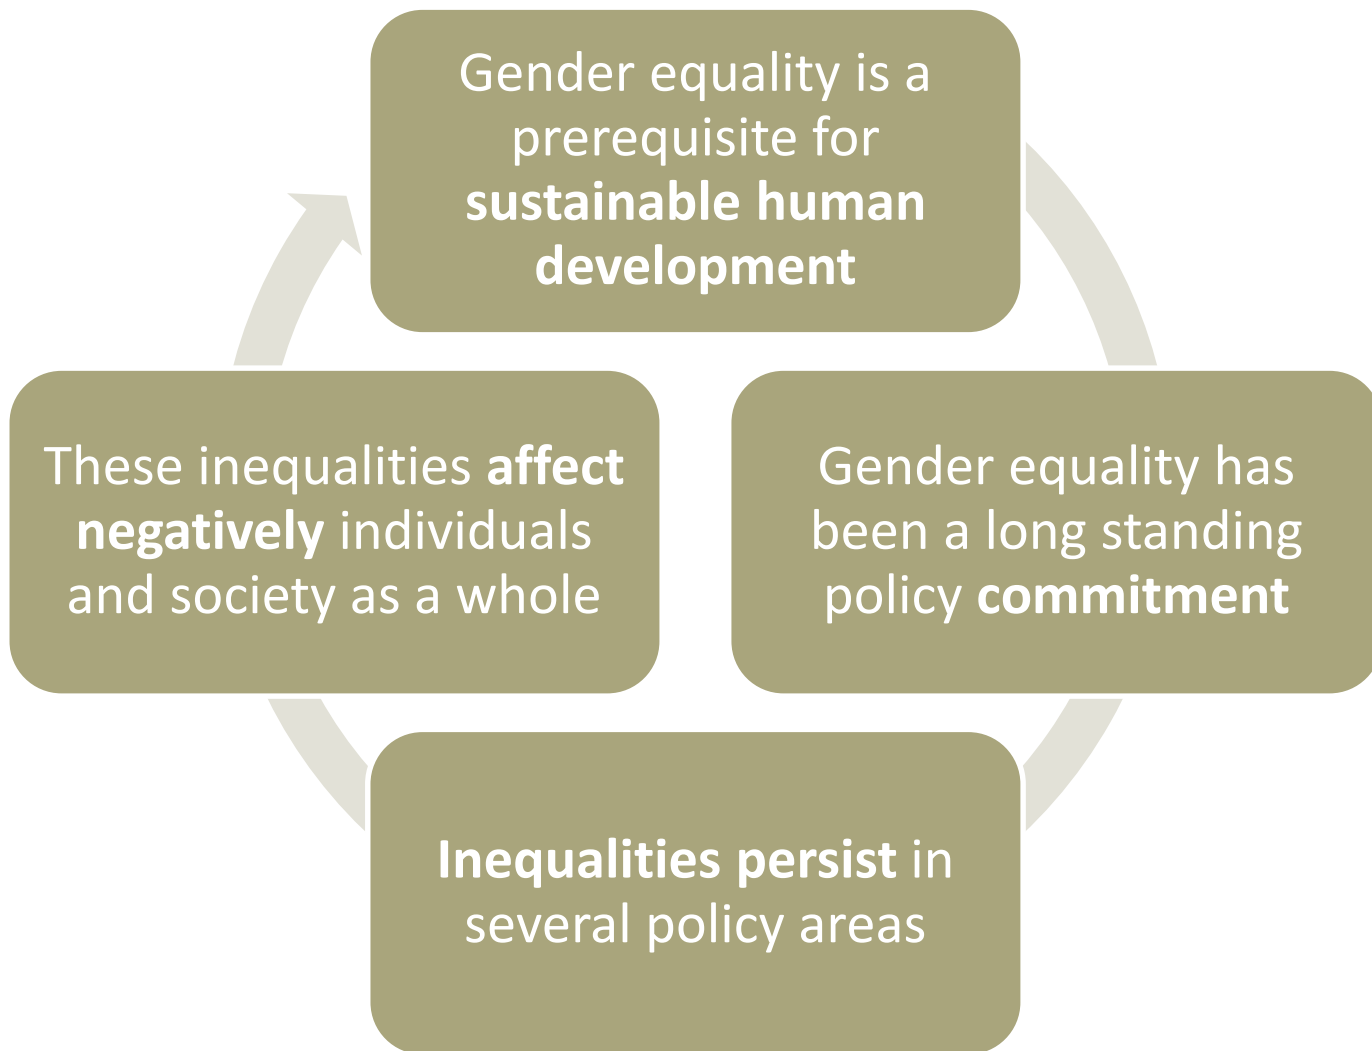 Gender equality is a
prerequisite for
sustainable human
development
Gender equality has
been a long standing
policy commitment
Inequalities persist in
several policy areas
These inequalities affect
negatively individuals
and society as a whole